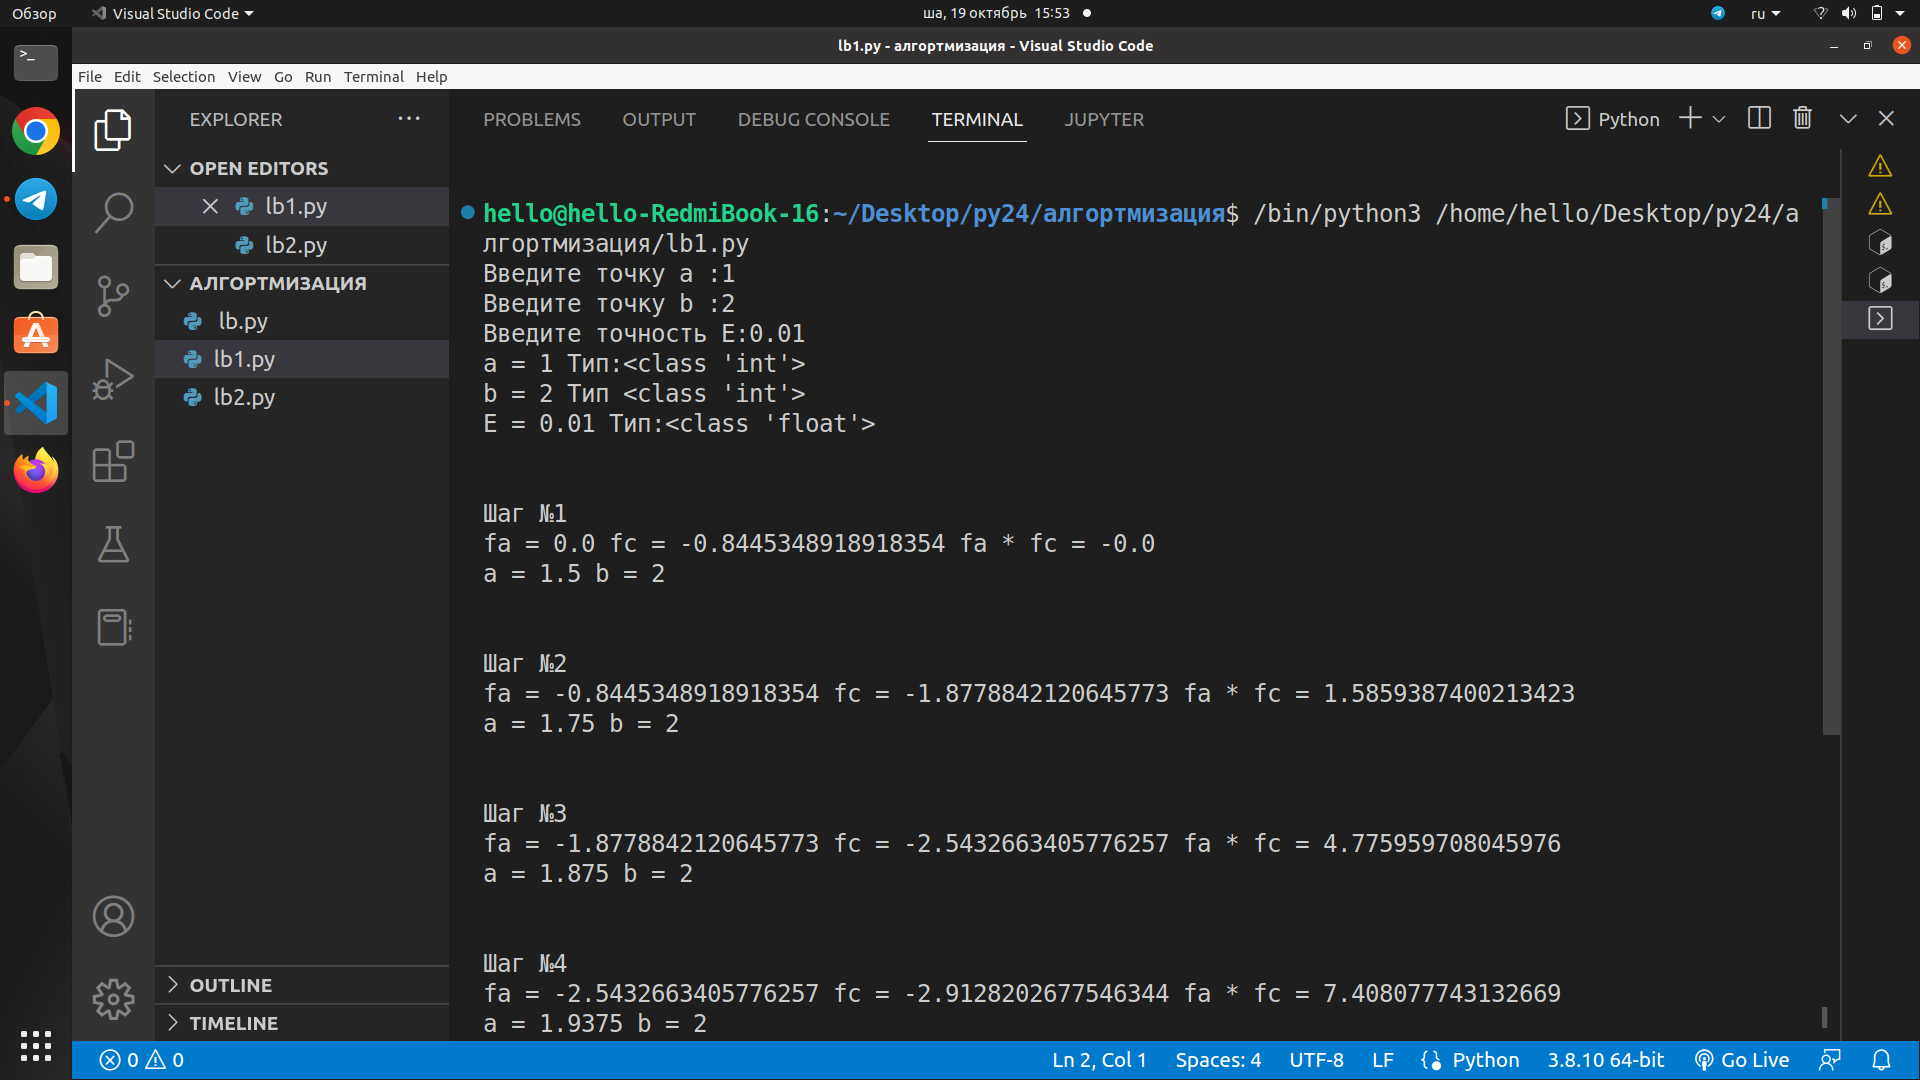 Обзор
Visual Studio Code
ша, 19 октябрь 15:53
ru
lb1.py - алгортмизация - Visual Studio Code
File Edit Selection View Go Run Terminal Help
EXPLORER
PROBLEMS OUTPUT DEBUG CONSOLE TERMINAL JUPYTER
Python
OPEN EDITORS
lb1.py
lb2.py
АЛГОРТМИЗАЦИЯ
lb.py
lb1.py
lb2.py
OUTLINE
TIMELINE
hello@hello-RedmiBook-16:~/Desktop/py24/алгортмизация$ /bin/python3 /home/hello/Desktop/py24/а
лгортмизация/lb1.py
Введите точку a :1
Введите точку b :2
Введите точность E:0.01
a = 1 Тип:<class 'int'>
b = 2 Тип <class 'int'>
E = 0.01 Тип:<class 'float'>
Шаг №1
fa = 0.0 fc = -0.8445348918918354 fa * fc = -0.0
a = 1.5 b = 2
Шаг №2
fa = -0.8445348918918354 fc = -1.8778842120645773 fa * fc = 1.5859387400213423
a = 1.75 b = 2
Шаг №3
fa = -1.8778842120645773 fc = -2.5432663405776257 fa * fc = 4.775959708045976
a = 1.875 b = 2
Шаг №4
fa = -2.5432663405776257 fc = -2.9128202677546344 fa * fc = 7.408077743132669
a = 1.9375 b = 2
0 0
Ln 2, Col 1 Spaces: 4 UTF-8 LF Python 3.8.10 64-bit Go Live